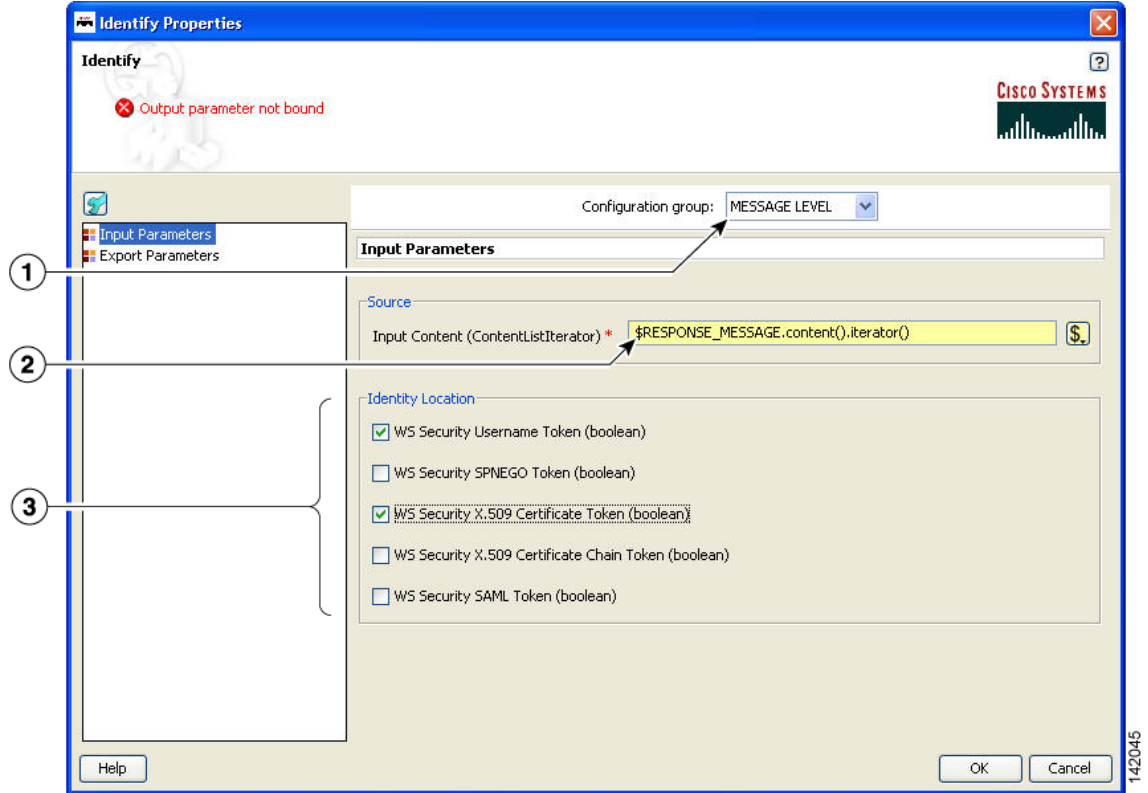 Identify Properties
Identify
?
Output parameter not bound
CISCO SYSTEMS
Configuration group: MESSAGE LEVEL
Input Parameters
Export Parameters
Input Parameters
1
Source
Input Content (ContentListIterator) * $RESPONSE_MESSAGE.content().iterator() $
2
Identity Location
WS Security Username Token (boolean)
WS Security SPNEGO Token (boolean)
3
WS Security X.509 Certificate Token (boolean)
WS Security X.509 Certificate Chain Token (boolean)
WS Security SAML Token (boolean)
Help
OK
Cancel
142045